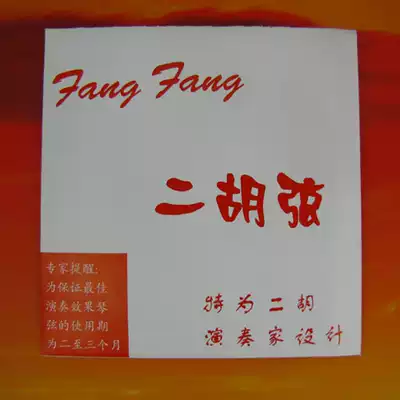 Fang Fang
二胡弦
专家提醒:
为保证最佳
演奏效果琴
弦的使用期
为二至三个月
特为二胡
演奏家设计